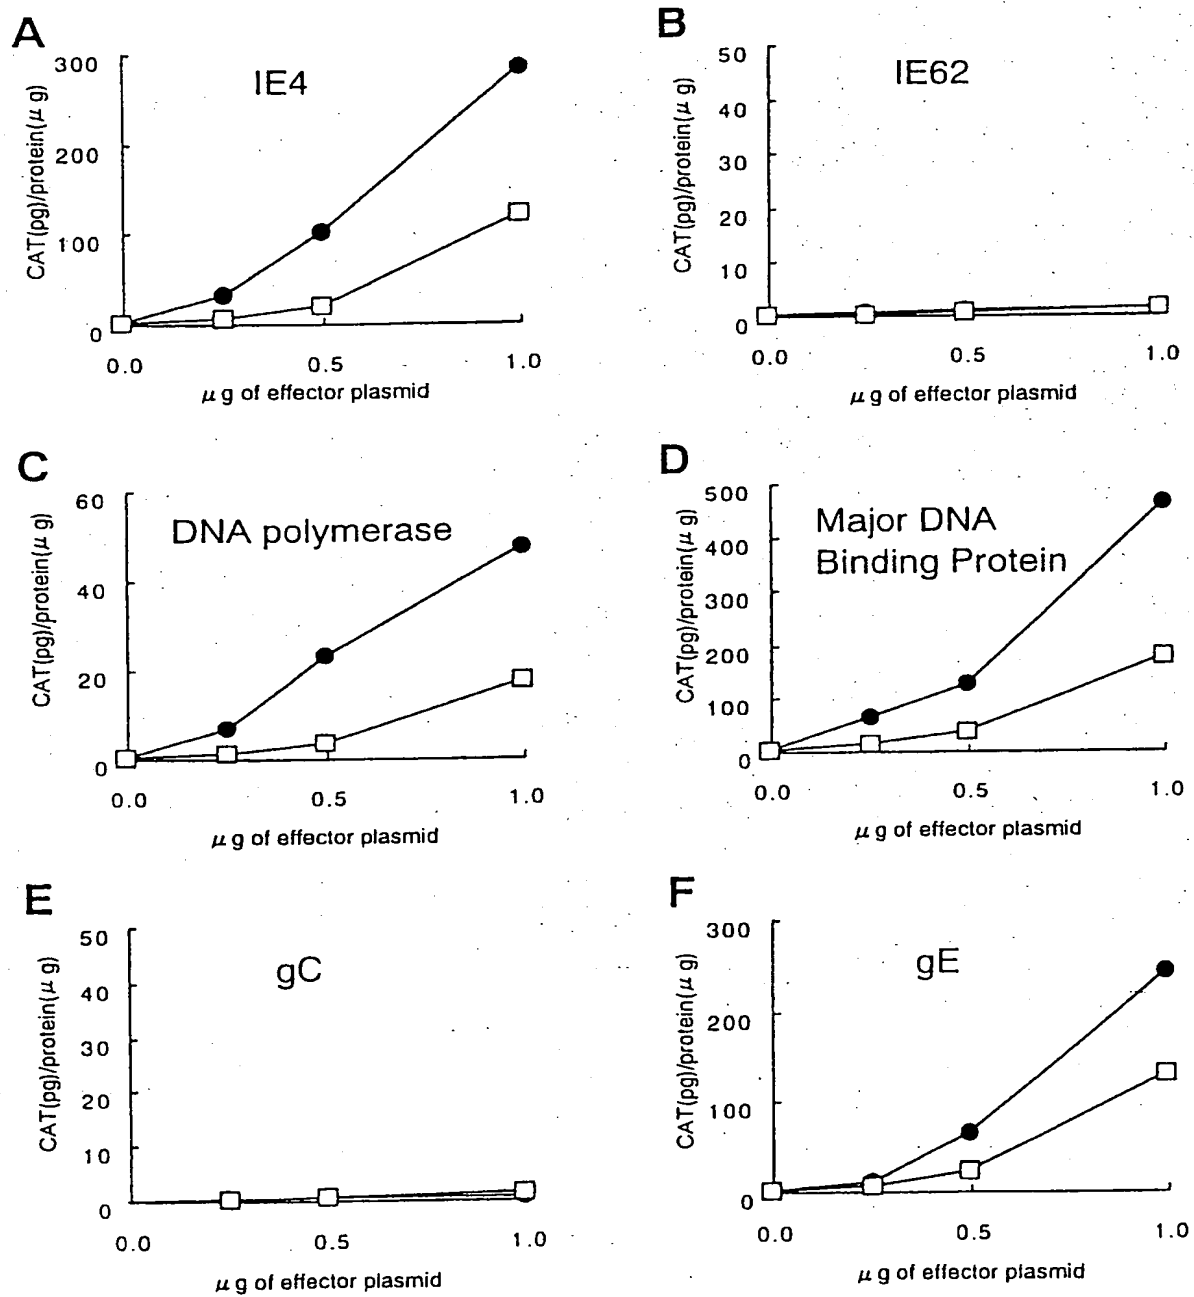 A
IE4
CAT(pg)/protein(μ g)
300
200
100
0
0.0 0.5 1.0
μ g of effector plasmid
B
IE62
CAT(pg)/protein(μ g)
50
40
30
20
10
0
0.0 0.5 1.0
μ g of effector plasmid
C
DNA polymerase
CAT(pg)/protein(μ g)
60
40
20
0
0.0 0.5 1.0
μ g of effector plasmid
D
Major DNA
Binding Protein
CAT(pg)/protein(μ g)
500
400
300
200
100
0
0.0 0.5 1.0
μ g of effector plasmid
E
gC
CAT(pg)/protein(μ g)
50
40
30
20
10
0
0.0 0.5 1.0
μ g of effector plasmid
F
gE
CAT(pg)/protein(μ g)
300
200
100
0
0.0 0.5 1.0
μ g of effector plasmid